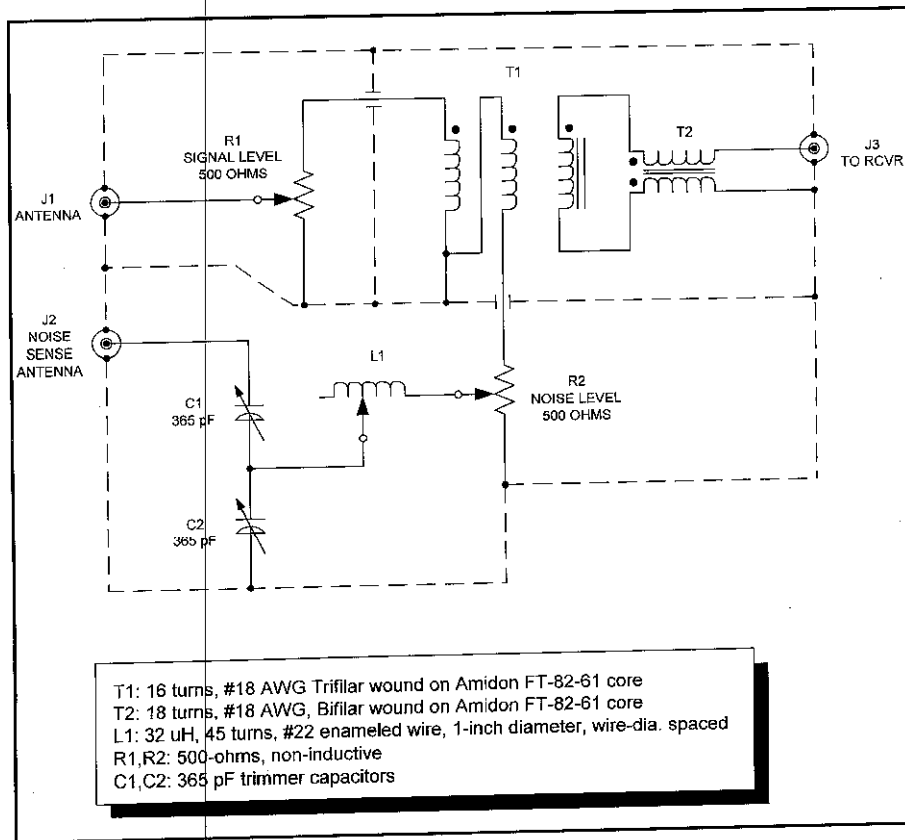 T1
R1
SIGNAL LEVEL
500 OHMS
T2
J3
TO RCVR
J1
ANTENNA
J2
NOISE
SENSE
ANTENNA
L1
C1
365 pF
R2
NOISE LEVEL
500 OHMS
C2
365 pF
T1: 16 turns, #18 AWG Trifilar wound on Amidon FT-82-61 core
T2: 18 turns, #18 AWG, Bifilar wound on Amidon FT-82-61 core
L1: 32 uH, 45 turns, #22 enameled wire, 1-inch diameter, wire-dia. spaced
R1,R2: 500-ohms, non-inductive
C1,C2: 365 pF trimmer capacitors